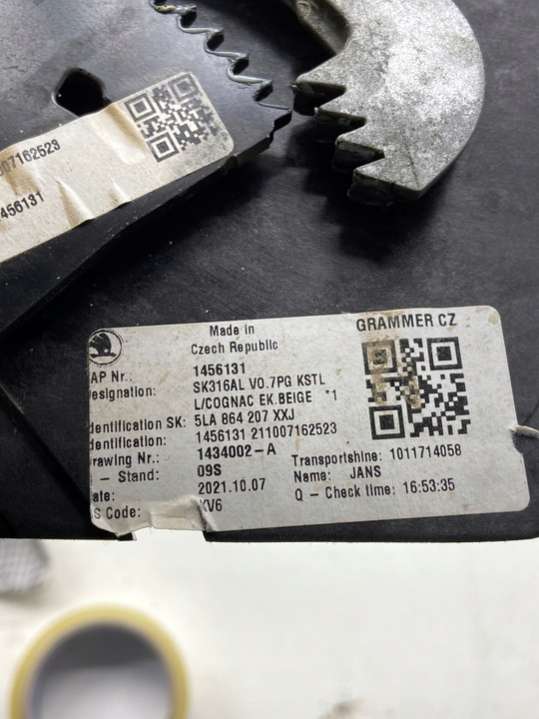 007162523
456131
Made in
Czech Republic
GRAMMER CZ
AP Nr.: 1456131
esignation: SK316AL V0.7PG KSTL
L/COGNAC EK.BEIGE *1
dentification SK: 5LA 864 207 XXJ
dentification: 1456131 211007162523
rawing Nr.: 1434002-A
Transportshine: 1011714058
- Stand: 09S
Name: JANS
ate: 2021.10.07
Q - Check time: 16:53:35
S Code: KV6